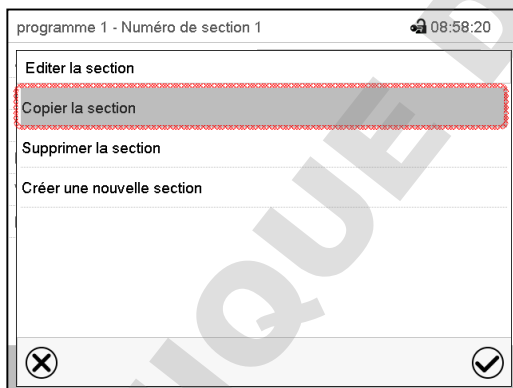 programme 1 - Numéro de section 1 08:58:20
Editer la section
Copier la section
Supprimer la section
Créer une nouvelle section